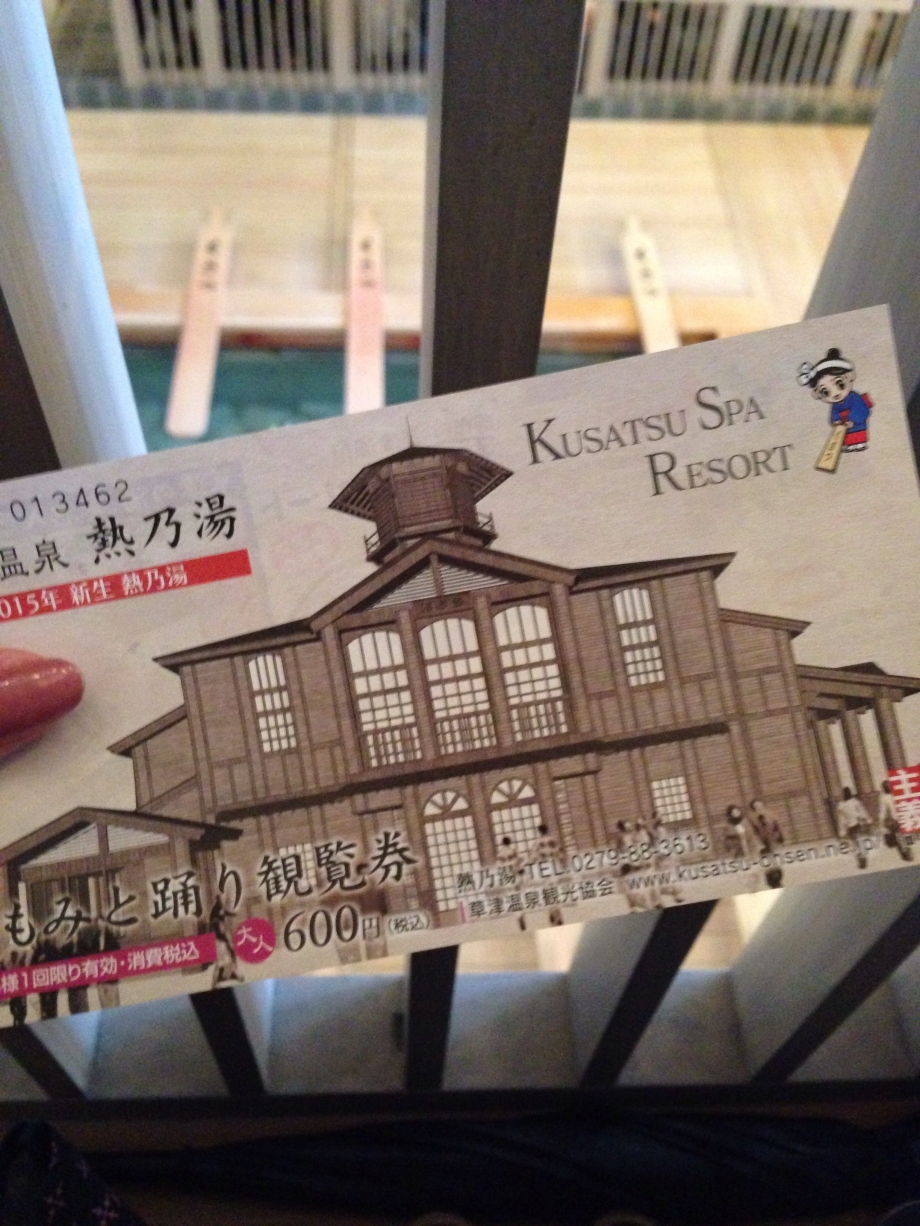 KUSATSU SPA
RESORT
013462
温泉 熱乃湯
2015年 新生 熱乃湯
もみと踊り観覧券
大人 600円(税込)
様1回限り有効・消費税込
熱乃湯・TEL.0279-88-3613
草津温泉観光協会 www.kusatsu-onsen.ne.jp/